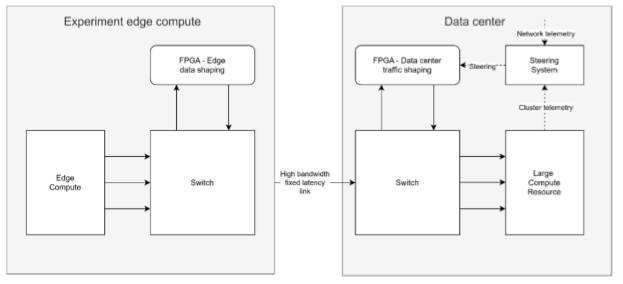 Experiment edge compute
FPGA - Edge
data shaping
Edge
Compute
Switch
High bandwidth
fixed latency
link
Data center
Network telemetry
FPGA - Data center
traffic shaping
Steering
Steering
System
Cluster telemetry
Switch
Large
Compute
Resource